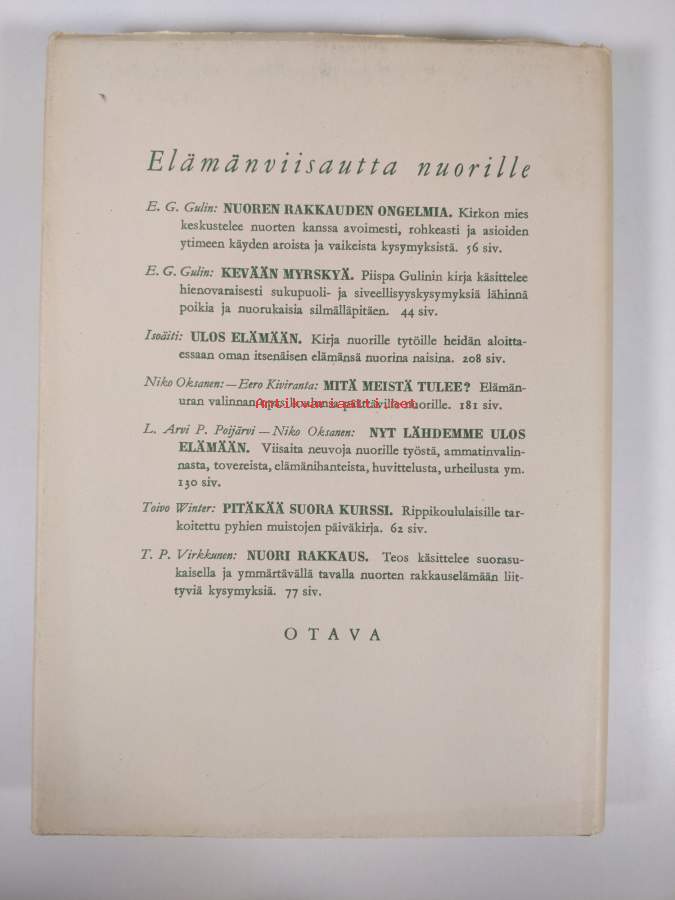 Elämänviisautta nuorille
E. G. Gulin: NUOREN RAKKAUDEN ONGELMIA. Kirkon mies
keskustelee nuorten kanssa avoimesti, rohkeasti ja asioiden
ytimeen käyden aroista ja vaikeista kysymyksistä. 56 siv.
E. G. Gulin: KEVÄÄN MYRSKYÄ. Piispa Gulinin kirja käsittelee
hienovaraisesti sukupuoli- ja siveellisyyskysymyksiä lähinnä
poikia ja nuorukaisia silmälläpitäen. 44 siv.
Isoäiti: ULOS ELÄMÄÄN. Kirja nuorille tytöille heidän aloitta-
essaan oman itsenäisen elämänsä nuorina naisina. 208 siv.
Niko Oksanen: — Eero Kiviranta: MITÄ MEISTÄ TULEE? Elämän-
uran valinnan nuorille. 181 siv.
Antikvariaatti.net
L. Arvi P. Poijärvi — Niko Oksanen: NYT LÄHDEMME ULOS
ELÄMÄÄN. Viisaita neuvoja nuorille työstä, ammatinvalin-
nasta, tovereista, elämänihanteista, huvittelusta, urheilusta ym.
130 siv.
Toivo Winter: PITÄKÄÄ SUORA KURSSI. Rippikoululaisille tar-
koitettu pyhien muistojen päiväkirja. 62 siv.
T. P. Virkkunen: NUORI RAKKAUS. Teos käsittelee suorasu-
kaisella ja ymmärtävällä tavalla nuorten rakkauselämään liit-
tyviä kysymyksiä. 77 siv.
OTAVA